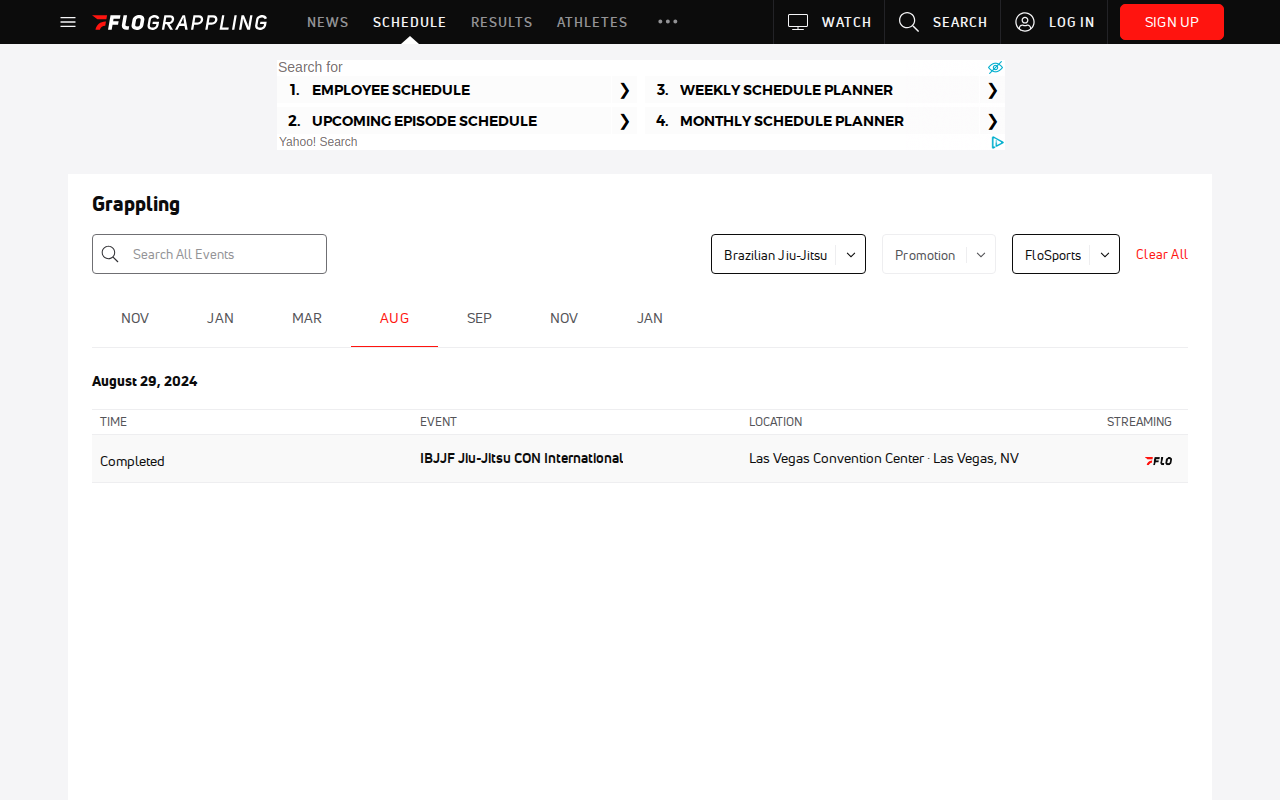 FLOGRAPPLING NEWS SCHEDULE RESULTS ATHLETES WATCH SEARCH LOG IN SIGN UP
Search for
1. EMPLOYEE SCHEDULE ❯ 3. WEEKLY SCHEDULE PLANNER ❯
2. UPCOMING EPISODE SCHEDULE ❯ 4. MONTHLY SCHEDULE PLANNER ❯
Yahoo! Search
Grappling
Search All Events Brazilian Jiu-Jitsu Promotion FloSports Clear All
NOV JAN MAR AUG SEP NOV JAN
August 29, 2024
TIME EVENT LOCATION STREAMING
Completed IBJJF Jiu-Jitsu CON International Las Vegas Convention Center · Las Vegas, NV FLO